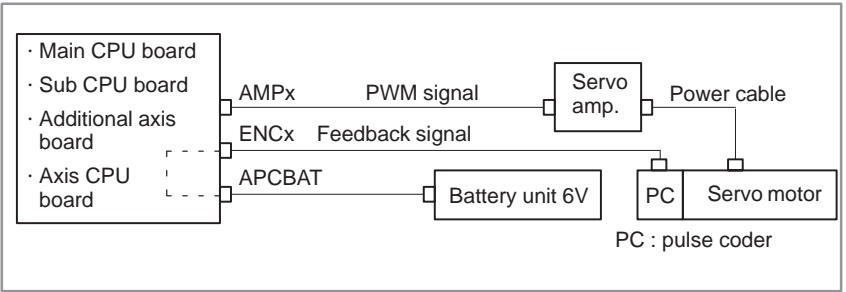 · Main CPU board
· Sub CPU board
· Additional axis
board
· Axis CPU
board
AMPx
PWM signal
Servo
amp.
Power cable
ENCx
Feedback signal
APCBAT
Battery unit 6V
PC
Servo motor
PC : pulse coder